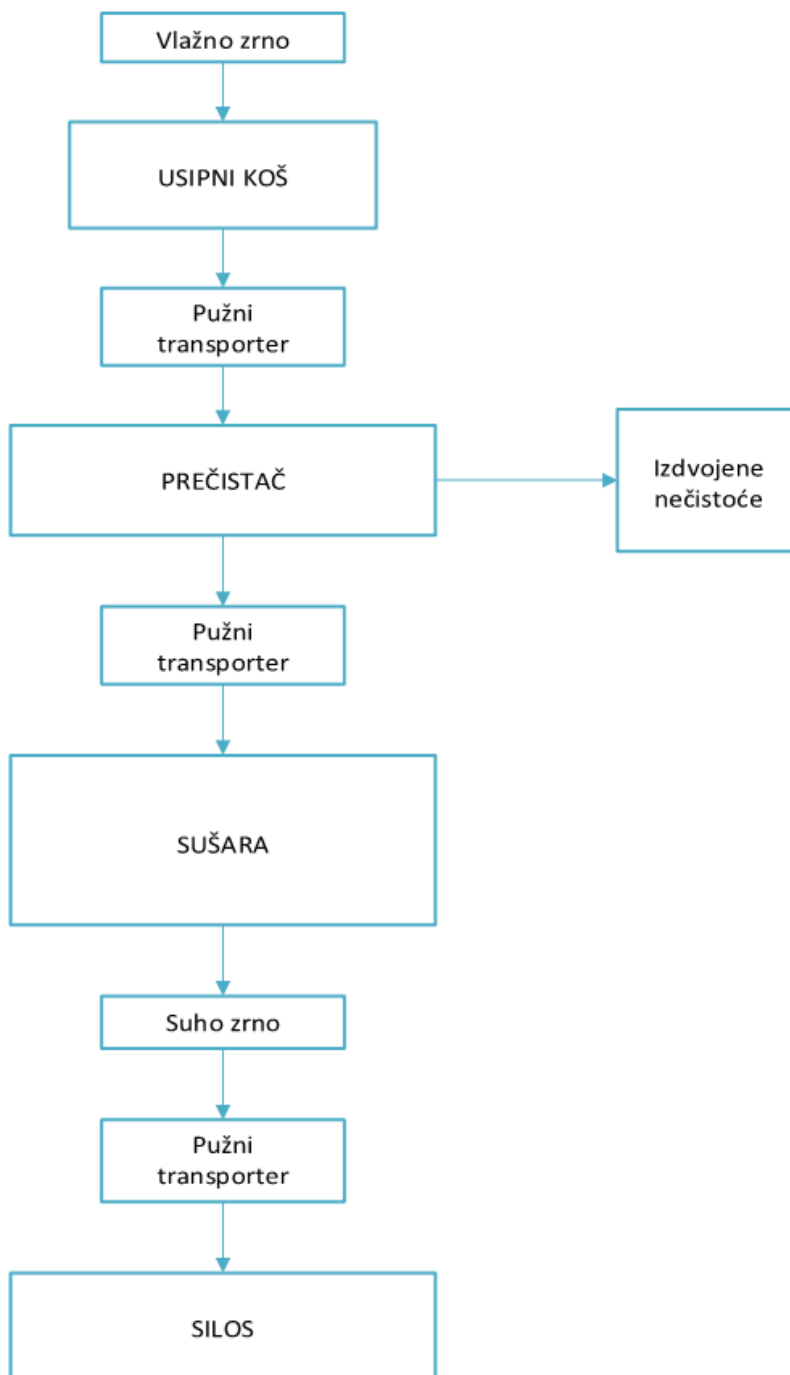 Vlažno zrno
USIPNI KOŠ
Pužni
transporter
PREČISTAČ
Izdvojene
nečistoće
Pužni
transporter
SUŠARA
Suho zrno
Pužni
transporter
SILOS